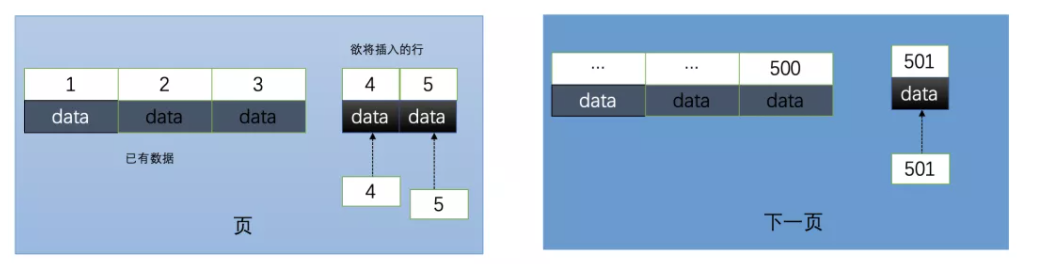 欲将插入的行
1 2 3 4 5
data data data data data
已有数据
4
5
页
... ... 500 501
data data data data
501
下一页